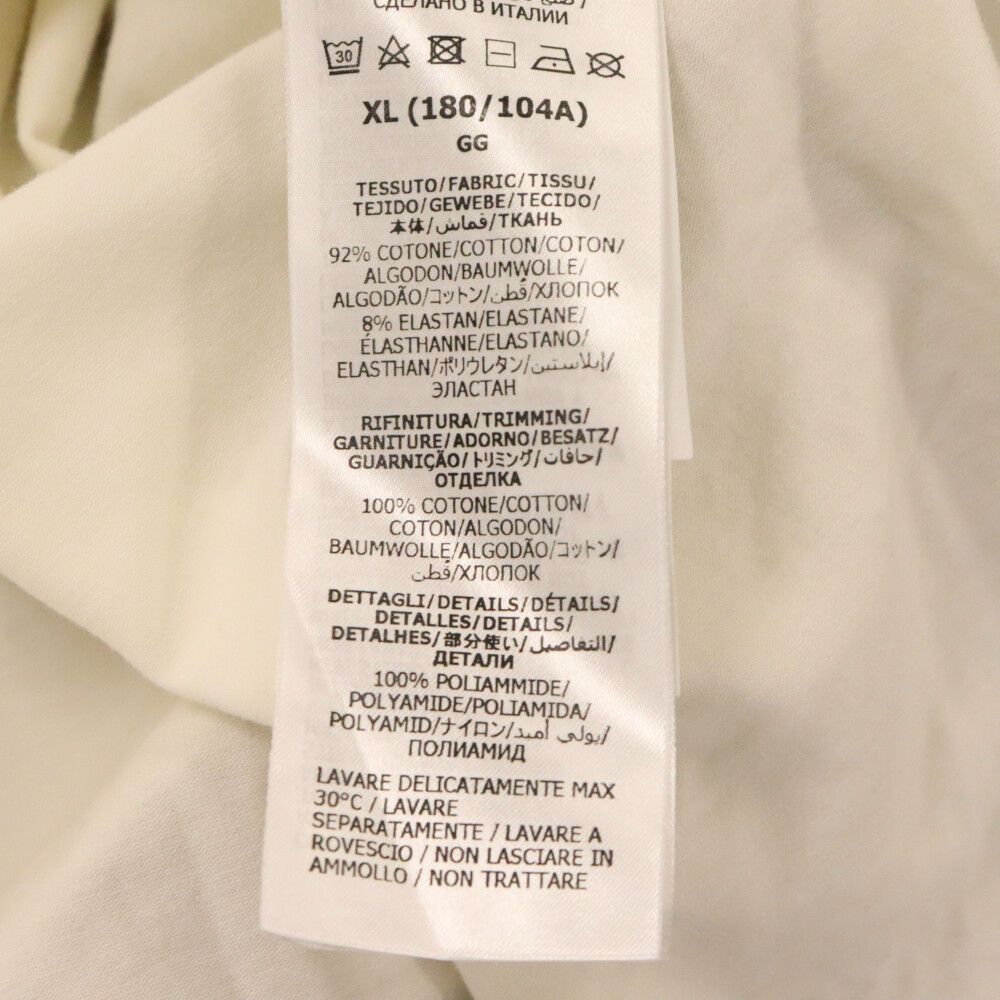 СДЕЛАНО В ИТАЛИИ
30
XL (180/104A)
GG
TESSUTO/FABRIC/TISSU/
TEJIDO/GEWEBE/TECIDO/
本体/قماش/ТКАНЬ
92% COTONE/COTTON/COTON/
ALGODON/BAUMWOLLE/
ALGODÃO/コットン/قطن/ХЛОПОК
8% ELASTAN/ELASTANE/
ÉLASTHANNE/ELASTANO/
ELASTHAN/ポリウレタン/إيلاستين/
ЭЛАСТАН
RIFINITURA/TRIMMING/
GARNITURE/ADORNO/BESATZ/
GUARNIÇÃO/トリミング/حافات/
ОТДЕЛКА
100% COTONE/COTTON/
COTON/ALGODON/
BAUMWOLLE/ALGODÃO/コットン/
قطن/ХЛОПОК
DETTAGLI/DETAILS/DÉTAILS/
DETALLES/DETAILS/
DETALHES/部分使い/التفاصيل/
ДЕТАЛИ
100% POLIAMMIDE/
POLYAMIDE/POLIAMIDA/
POLYAMID/ナイロン/بولي أميد/
ПОЛИАМИД
LAVARE DELICATAMENTE MAX
30°C / LAVARE
SEPARATAMENTE / LAVARE A
ROVESCIO / NON LASCIARE IN
AMMOLLO / NON TRATTARE